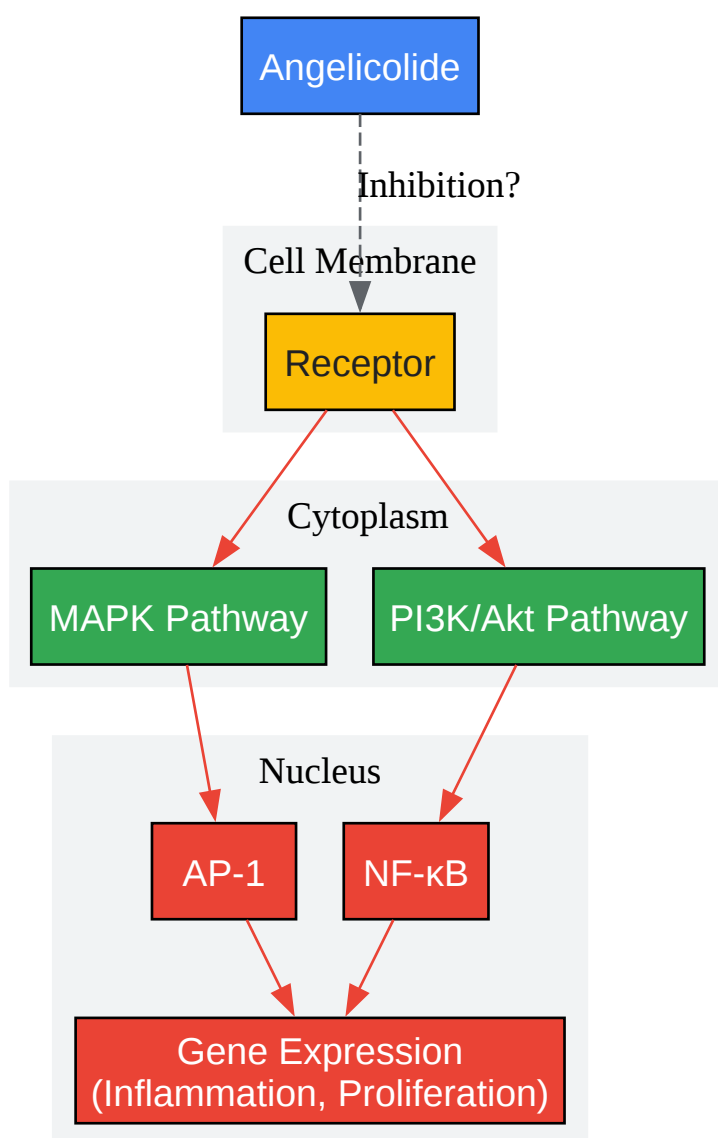 Angelicolide
Inhibition?
Cell Membrane
Receptor
Cytoplasm
MAPK Pathway
PI3K/Akt Pathway
Nucleus
AP-1
NF-κB
Gene Expression
(Inflammation, Proliferation)